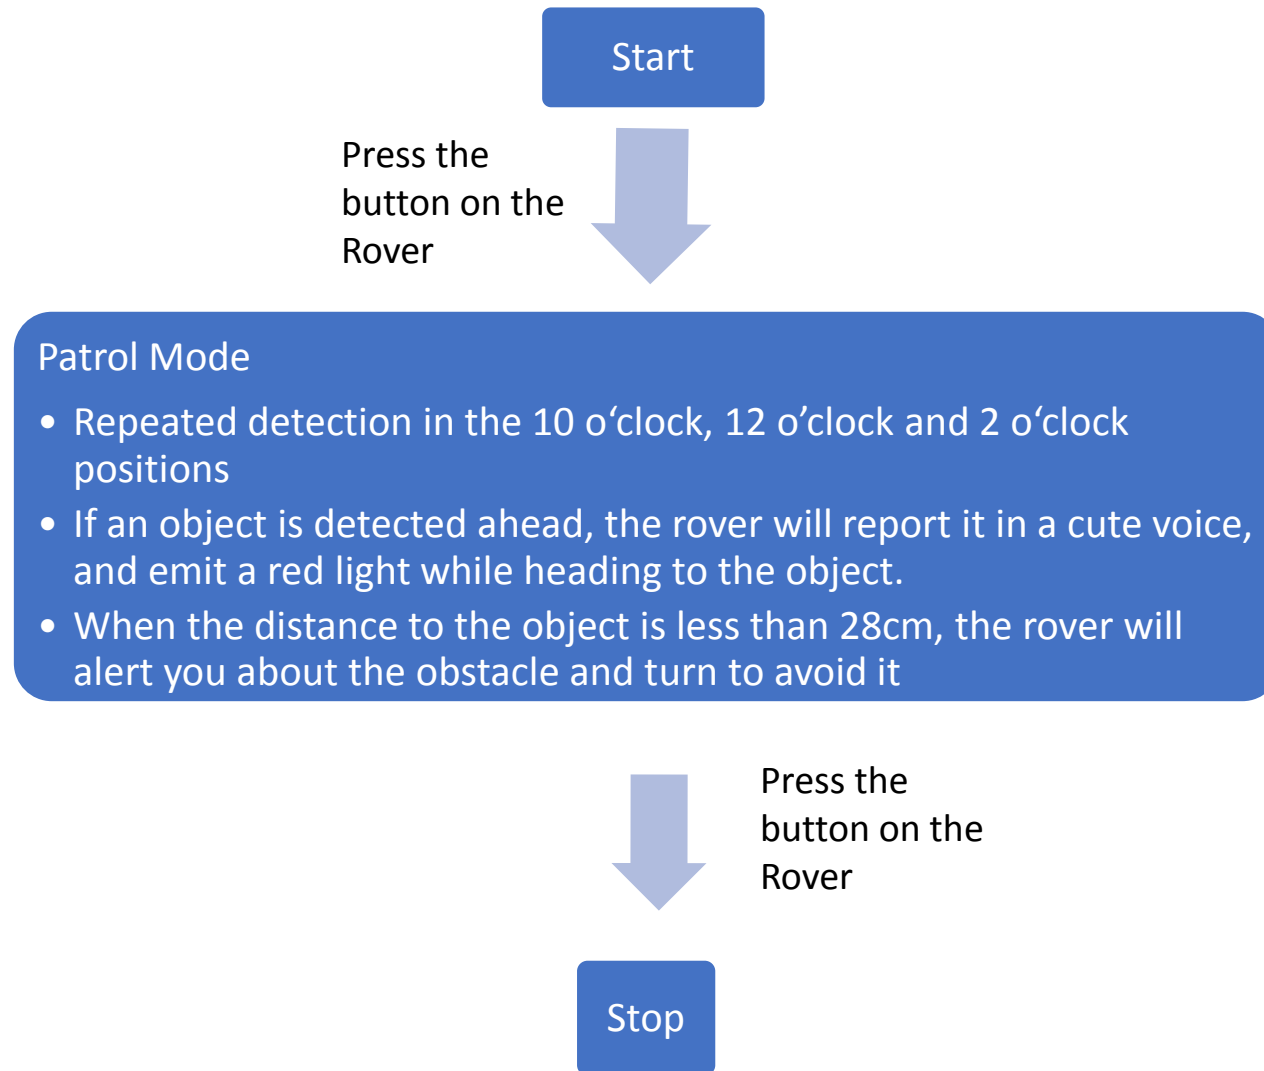 Start
Press the
button on the
Rover
Patrol Mode
• Repeated detection in the 10 o‘clock, 12 o’clock and 2 o‘clock
positions
• If an object is detected ahead, the rover will report it in a cute voice,
and emit a red light while heading to the object.
• When the distance to the object is less than 28cm, the rover will
alert you about the obstacle and turn to avoid it
Press the
button on the
Rover
Stop